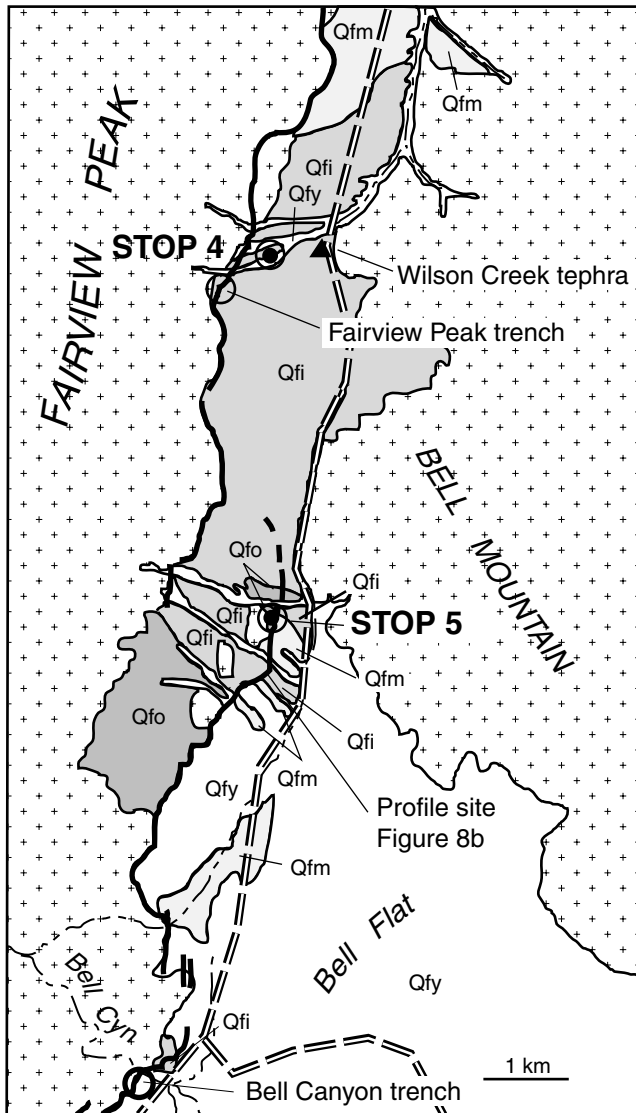 Qfm
Qfm
FAIRVIEW PEAK
Qfi
Qfy
STOP 4
Wilson Creek tephra
Fairview Peak trench
Qfi
BELL MOUNTAIN
Qfo
Qfi
Qfi
STOP 5
Qfi
Qfm
Qfo
Qfi
Qfm
Qfy
Profile site
Figure 8b
Qfm
Bell Flat
Bell Cyn.
Qfy
Qfi
1 km
Bell Canyon trench